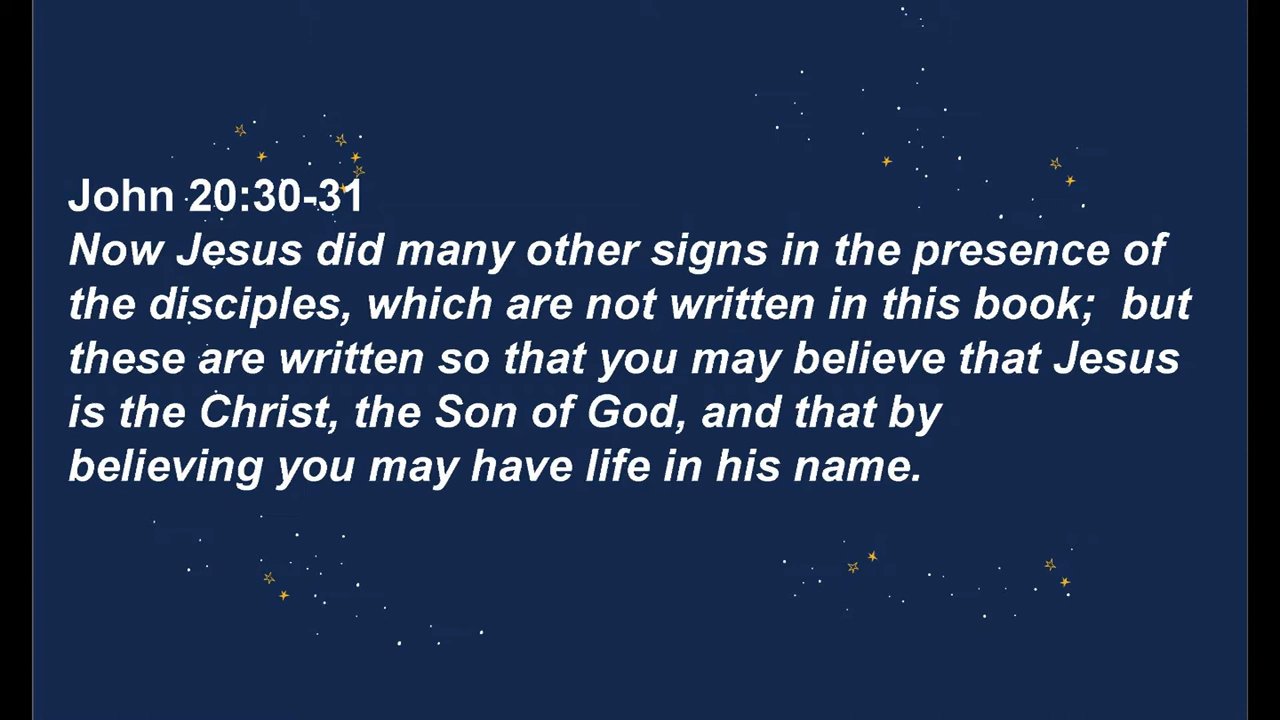 John 20:30-31
Now Jesus did many other signs in the presence of
the disciples, which are not written in this book;  but
these are written so that you may believe that Jesus
is the Christ, the Son of God, and that by
believing you may have life in his name.